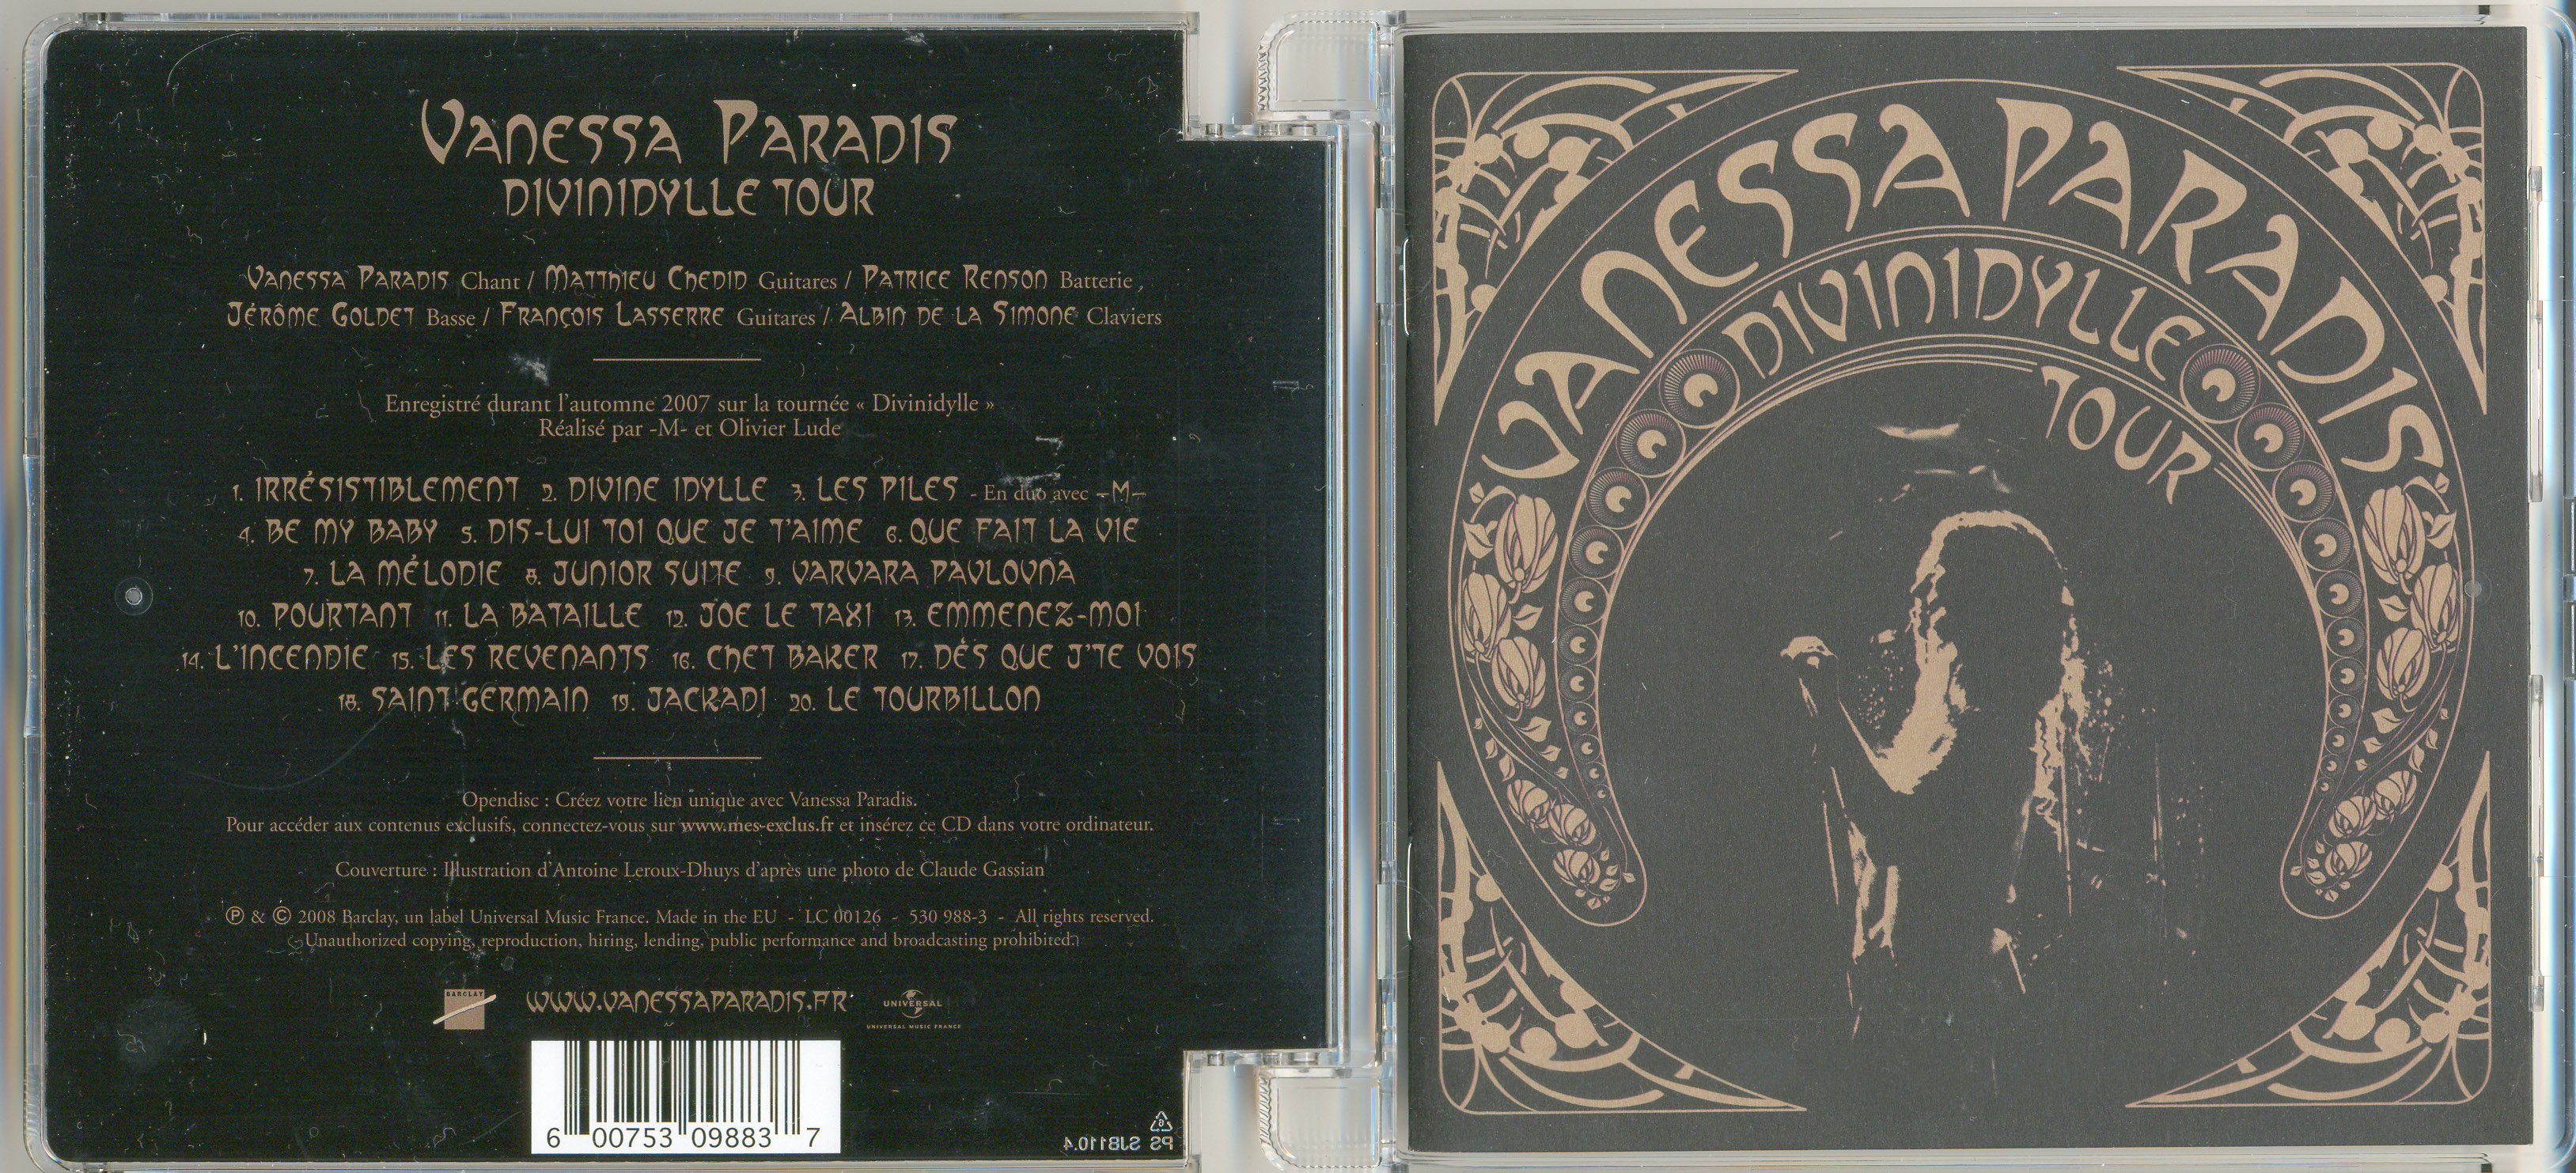 VANESSA PARADIS
DIVINIDYLLE TOUR
VANESSA PARADIS Chant / MATTHIEU CHEDID Guitares / PATRICE RENSON Batterie
JÉRÔME GOLDET Basse / FRANÇOIS LASSERRE Guitares / ALBIN DE LA SIMONE Claviers
Enregistré durant l'automne 2007 sur la tournée « Divinidylle »
Réalisé par -M- et Olivier Lude
1. IRRÉSISTIBLEMENT 2. DIVINE IDYLLE 3. LES PILES - En duo avec -M-
4. BE MY BABY 5. DIS-LUI TOI QUE JE T'AIME 6. QUE FAIT LA VIE
7. LA MÉLODIE 8. JUNIOR SUITE 9. VARVARA PAVLOVNA
10. POURTANT 11. LA BATAILLE 12. JOE LE TAXI 13. EMMENEZ-MOI
14. L'INCENDIE 15. LES REVENANTS 16. CHET BAKER 17. DÈS QUE J'TE VOIS
18. SAINT GERMAIN 19. JACKADI 20. LE TOURBILLON
Opendisc : Créez votre lien unique avec Vanessa Paradis.
Pour accéder aux contenus exclusifs, connectez-vous sur www.mes-exclus.fr et insérez ce CD dans votre ordinateur.
Couverture : Illustration d'Antoine Leroux-Dhuys d'après une photo de Claude Gassian
℗ & © 2008 Barclay, un label Universal Music France. Made in the EU - LC 00126 - 530 988-3 - All rights reserved.
Unauthorized copying, reproduction, hiring, lending, public performance and broadcasting prohibited.
BARCLAY
WWW.VANESSAPARADIS.FR
UNIVERSAL
UNIVERSAL MUSIC FRANCE
6 00753 09883 7
PS SJB110.4
VANESSA PARADIS
DIVINIDYLLE
TOUR